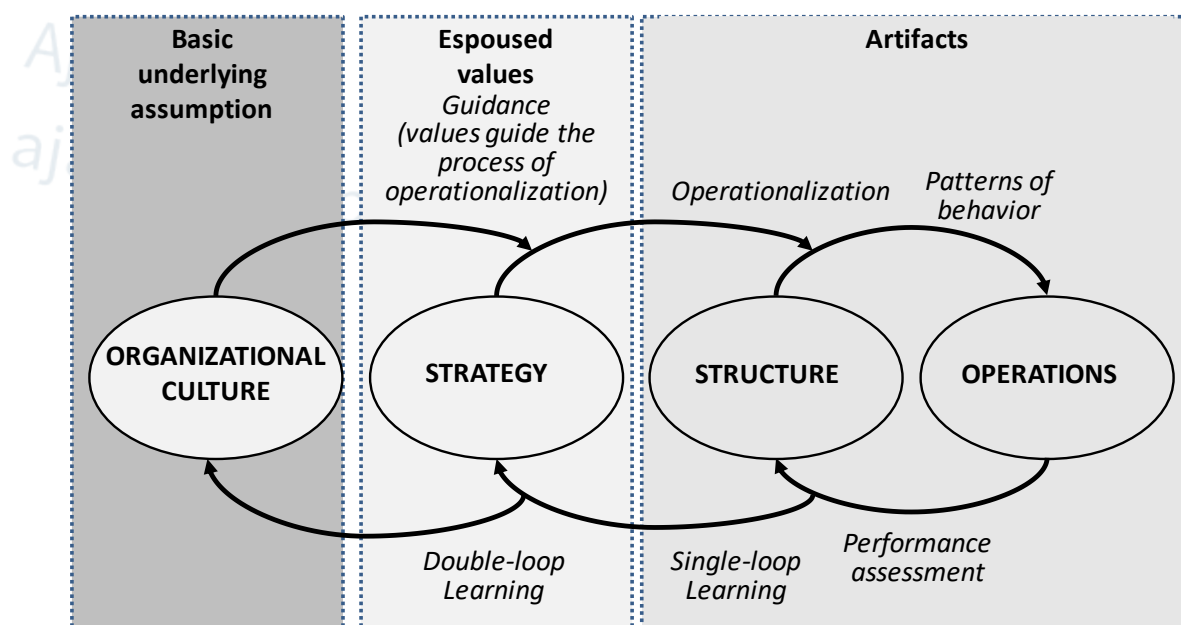 Basic
underlying
assumption
Espoused
values
Guidance
(values guide the
process of
operationalization)
Artifacts
Operationalization
Patterns of
behavior
ORGANIZATIONAL
CULTURE
STRATEGY
STRUCTURE
OPERATIONS
Double-loop
Learning
Single-loop
Learning
Performance
assessment